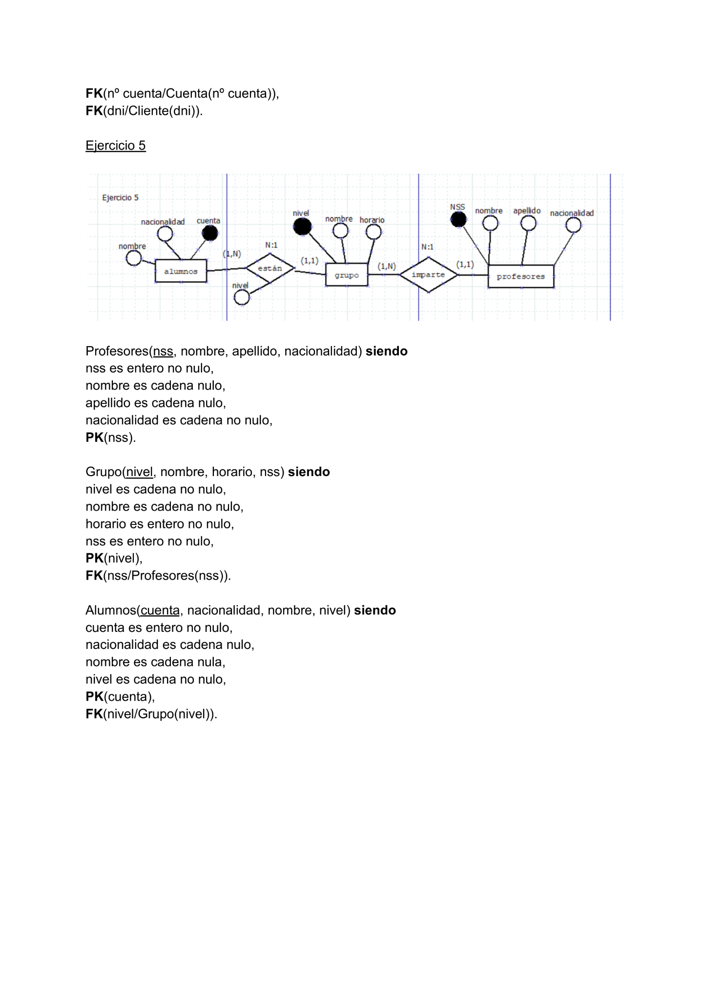 FK(nº cuenta/Cuenta(nº cuenta)),
FK(dni/Cliente(dni)).
Ejercicio 5
Ejercicio 5
nombre
nacionalidad
cuenta
alumnos
(1,N)
N:1
están
nivel
(1,1)
nivel
nombre
horario
grupo
(1,N)
N:1
imparte
(1,1)
NSS
nombre
apellido
nacionalidad
profesores
Profesores(nss, nombre, apellido, nacionalidad) siendo
nss es entero no nulo,
nombre es cadena nulo,
apellido es cadena nulo,
nacionalidad es cadena no nulo,
PK(nss).
Grupo(nivel, nombre, horario, nss) siendo
nivel es cadena no nulo,
nombre es cadena no nulo,
horario es entero no nulo,
nss es entero no nulo,
PK(nivel),
FK(nss/Profesores(nss)).
Alumnos(cuenta, nacionalidad, nombre, nivel) siendo
cuenta es entero no nulo,
nacionalidad es cadena nulo,
nombre es cadena nula,
nivel es cadena no nulo,
PK(cuenta),
FK(nivel/Grupo(nivel)).